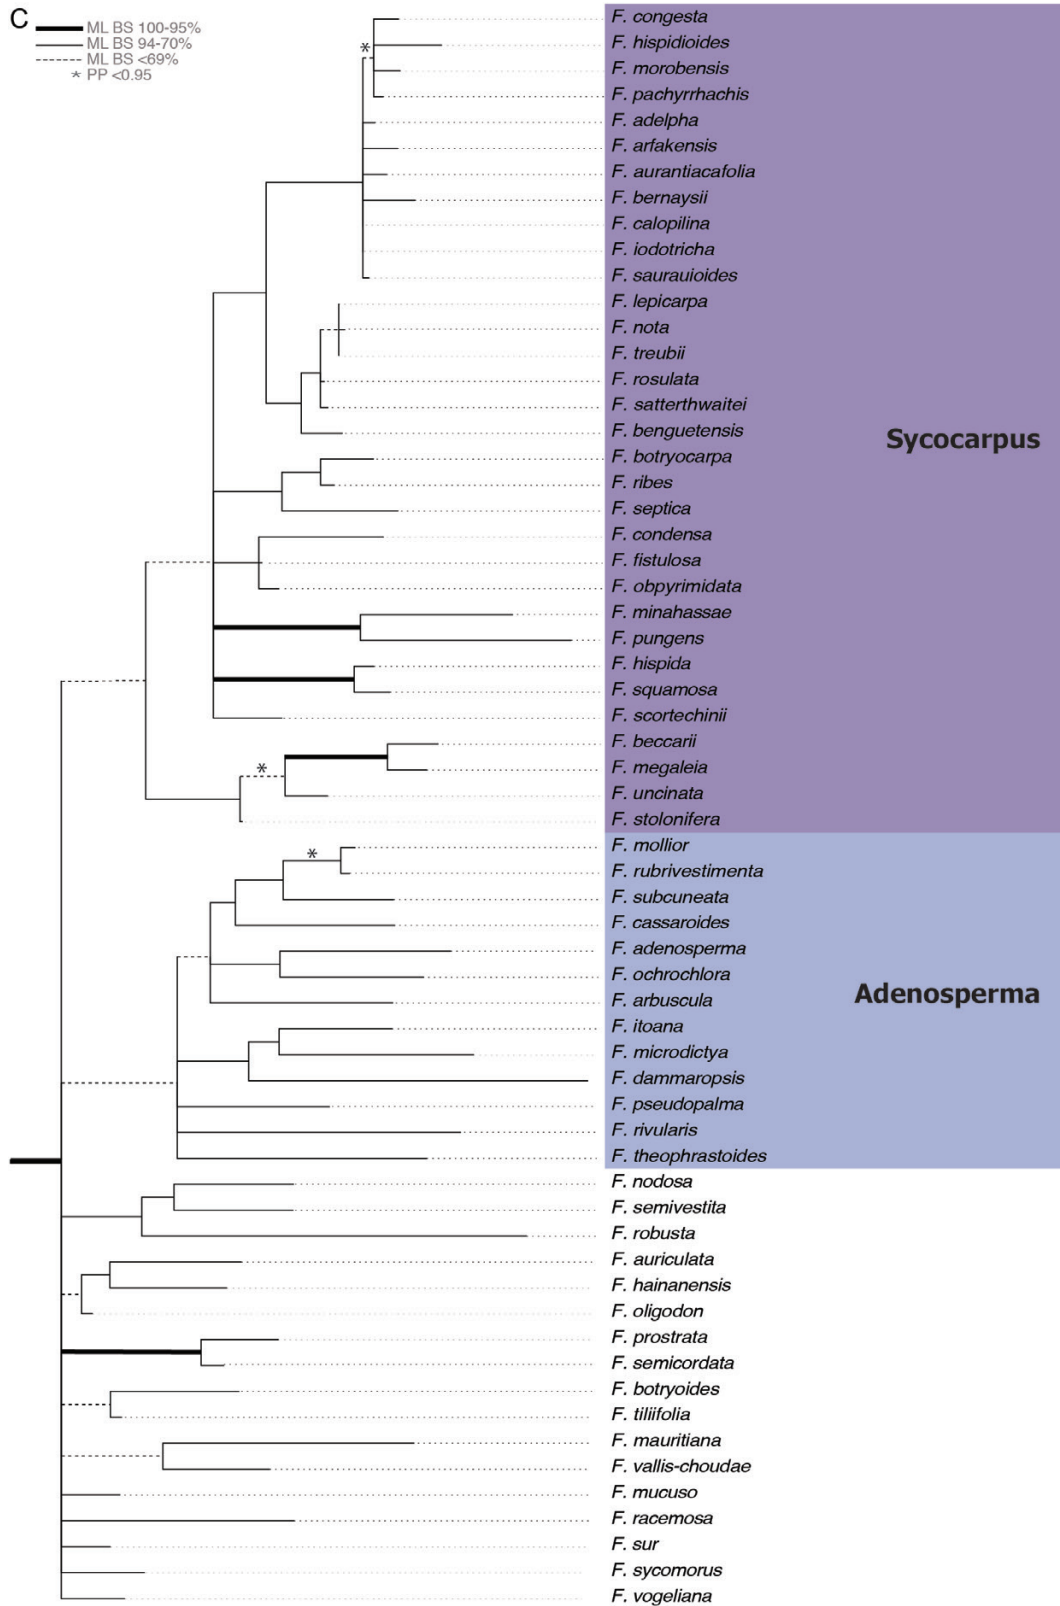 C
ML BS 100-95%
ML BS 94-70%
ML BS <69%
* PP <0.95
*
F. congesta
F. hispidioides
F. morobensis
F. pachyrrhachis
F. adelpha
F. arfakensis
F. aurantiacafolia
F. bernaysii
F. calopilina
F. iodotricha
F. saurauioides
F. lepicarpa
F. nota
F. treubii
F. rosulata
F. satterthwaitei
F. benguetensis
Sycocarpus
F. botryocarpa
F. ribes
F. septica
F. condensa
F. fistulosa
F. obpyrimidata
F. minahassae
F. pungens
F. hispida
F. squamosa
F. scortechinii
F. beccarii
*
F. megaleia
F. uncinata
F. stolonifera
F. mollior
*
F. rubrivestimenta
F. subcuneata
F. cassaroides
F. adenosperma
F. ochrochlora
Adenosperma
F. arbuscula
F. itoana
F. microdictya
F. dammaropsis
F. pseudopalma
F. rivularis
F. theophrastoides
F. nodosa
F. semivestita
F. robusta
F. auriculata
F. hainanensis
F. oligodon
F. prostrata
F. semicordata
F. botryoides
F. tiliifolia
F. mauritiana
F. vallis-choudae
F. mucuso
F. racemosa
F. sur
F. sycomorus
F. vogeliana